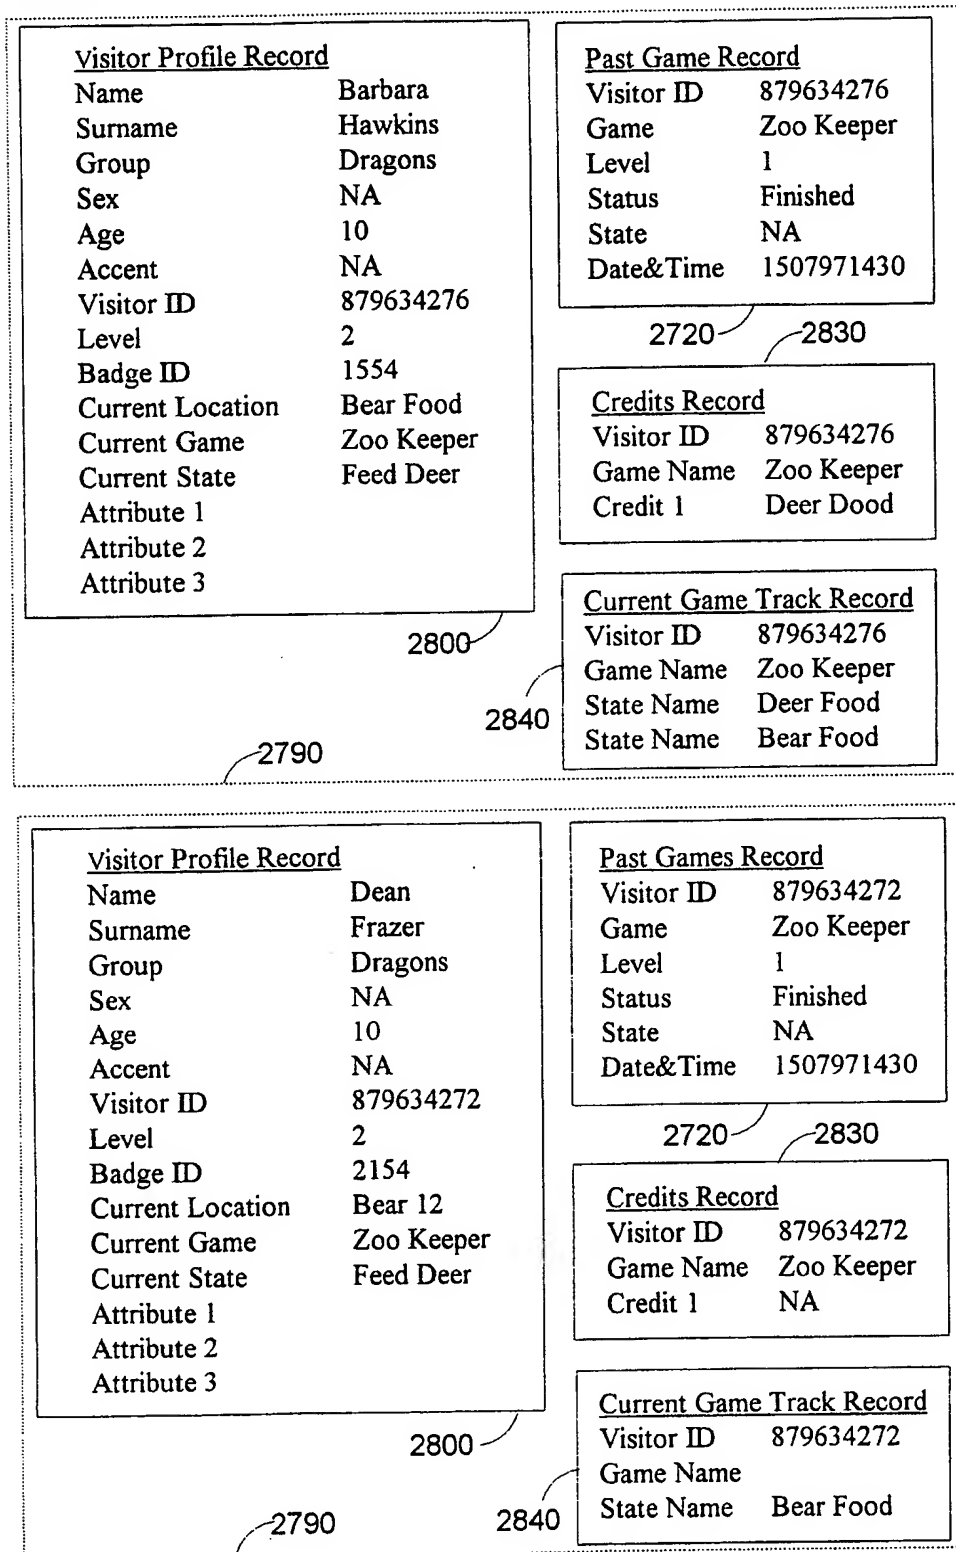 Visitor Profile Record
Name Barbara
Surname Hawkins
Group Dragons
Sex NA
Age 10
Accent NA
Visitor ID 879634276
Level 2
Badge ID 1554
Current Location Bear Food
Current Game Zoo Keeper
Current State Feed Deer
Attribute 1
Attribute 2
Attribute 3
2800
2790
Past Game Record
Visitor ID 879634276
Game Zoo Keeper
Level 1
Status Finished
State NA
Date&Time 1507971430
2720
2830
Credits Record
Visitor ID 879634276
Game Name Zoo Keeper
Credit 1 Deer Dood
Current Game Track Record
Visitor ID 879634276
Game Name Zoo Keeper
State Name Deer Food
State Name Bear Food
2840
Visitor Profile Record
Name Dean
Surname Frazer
Group Dragons
Sex NA
Age 10
Accent NA
Visitor ID 879634272
Level 2
Badge ID 2154
Current Location Bear 12
Current Game Zoo Keeper
Current State Feed Deer
Attribute 1
Attribute 2
Attribute 3
2800
2790
Past Games Record
Visitor ID 879634272
Game Zoo Keeper
Level 1
Status Finished
State NA
Date&Time 1507971430
2720
2830
Credits Record
Visitor ID 879634272
Game Name Zoo Keeper
Credit 1 NA
Current Game Track Record
Visitor ID 879634272
Game Name
State Name Bear Food
2840